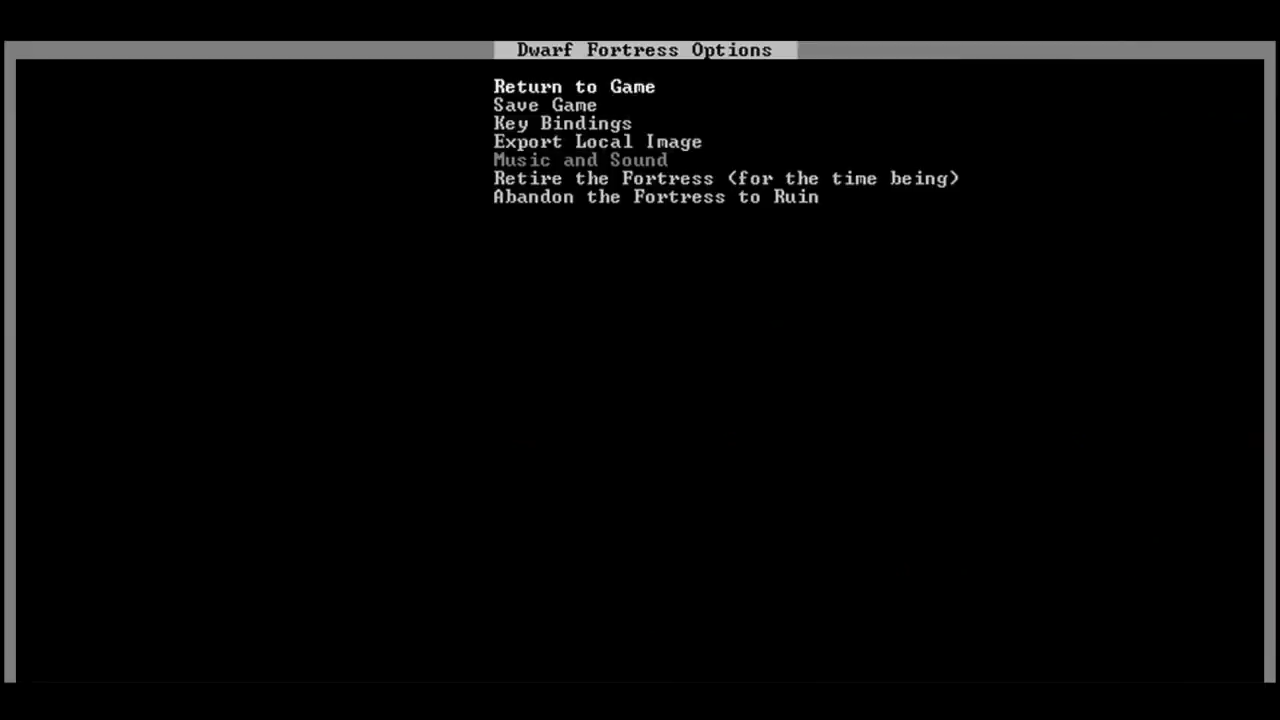 Dwarf Fortress Options
Return to Game
Save Game
Key Bindings
Export Local Image
Music and Sound
Retire the Fortress (for the time being)
Abandon the Fortress to Ruin